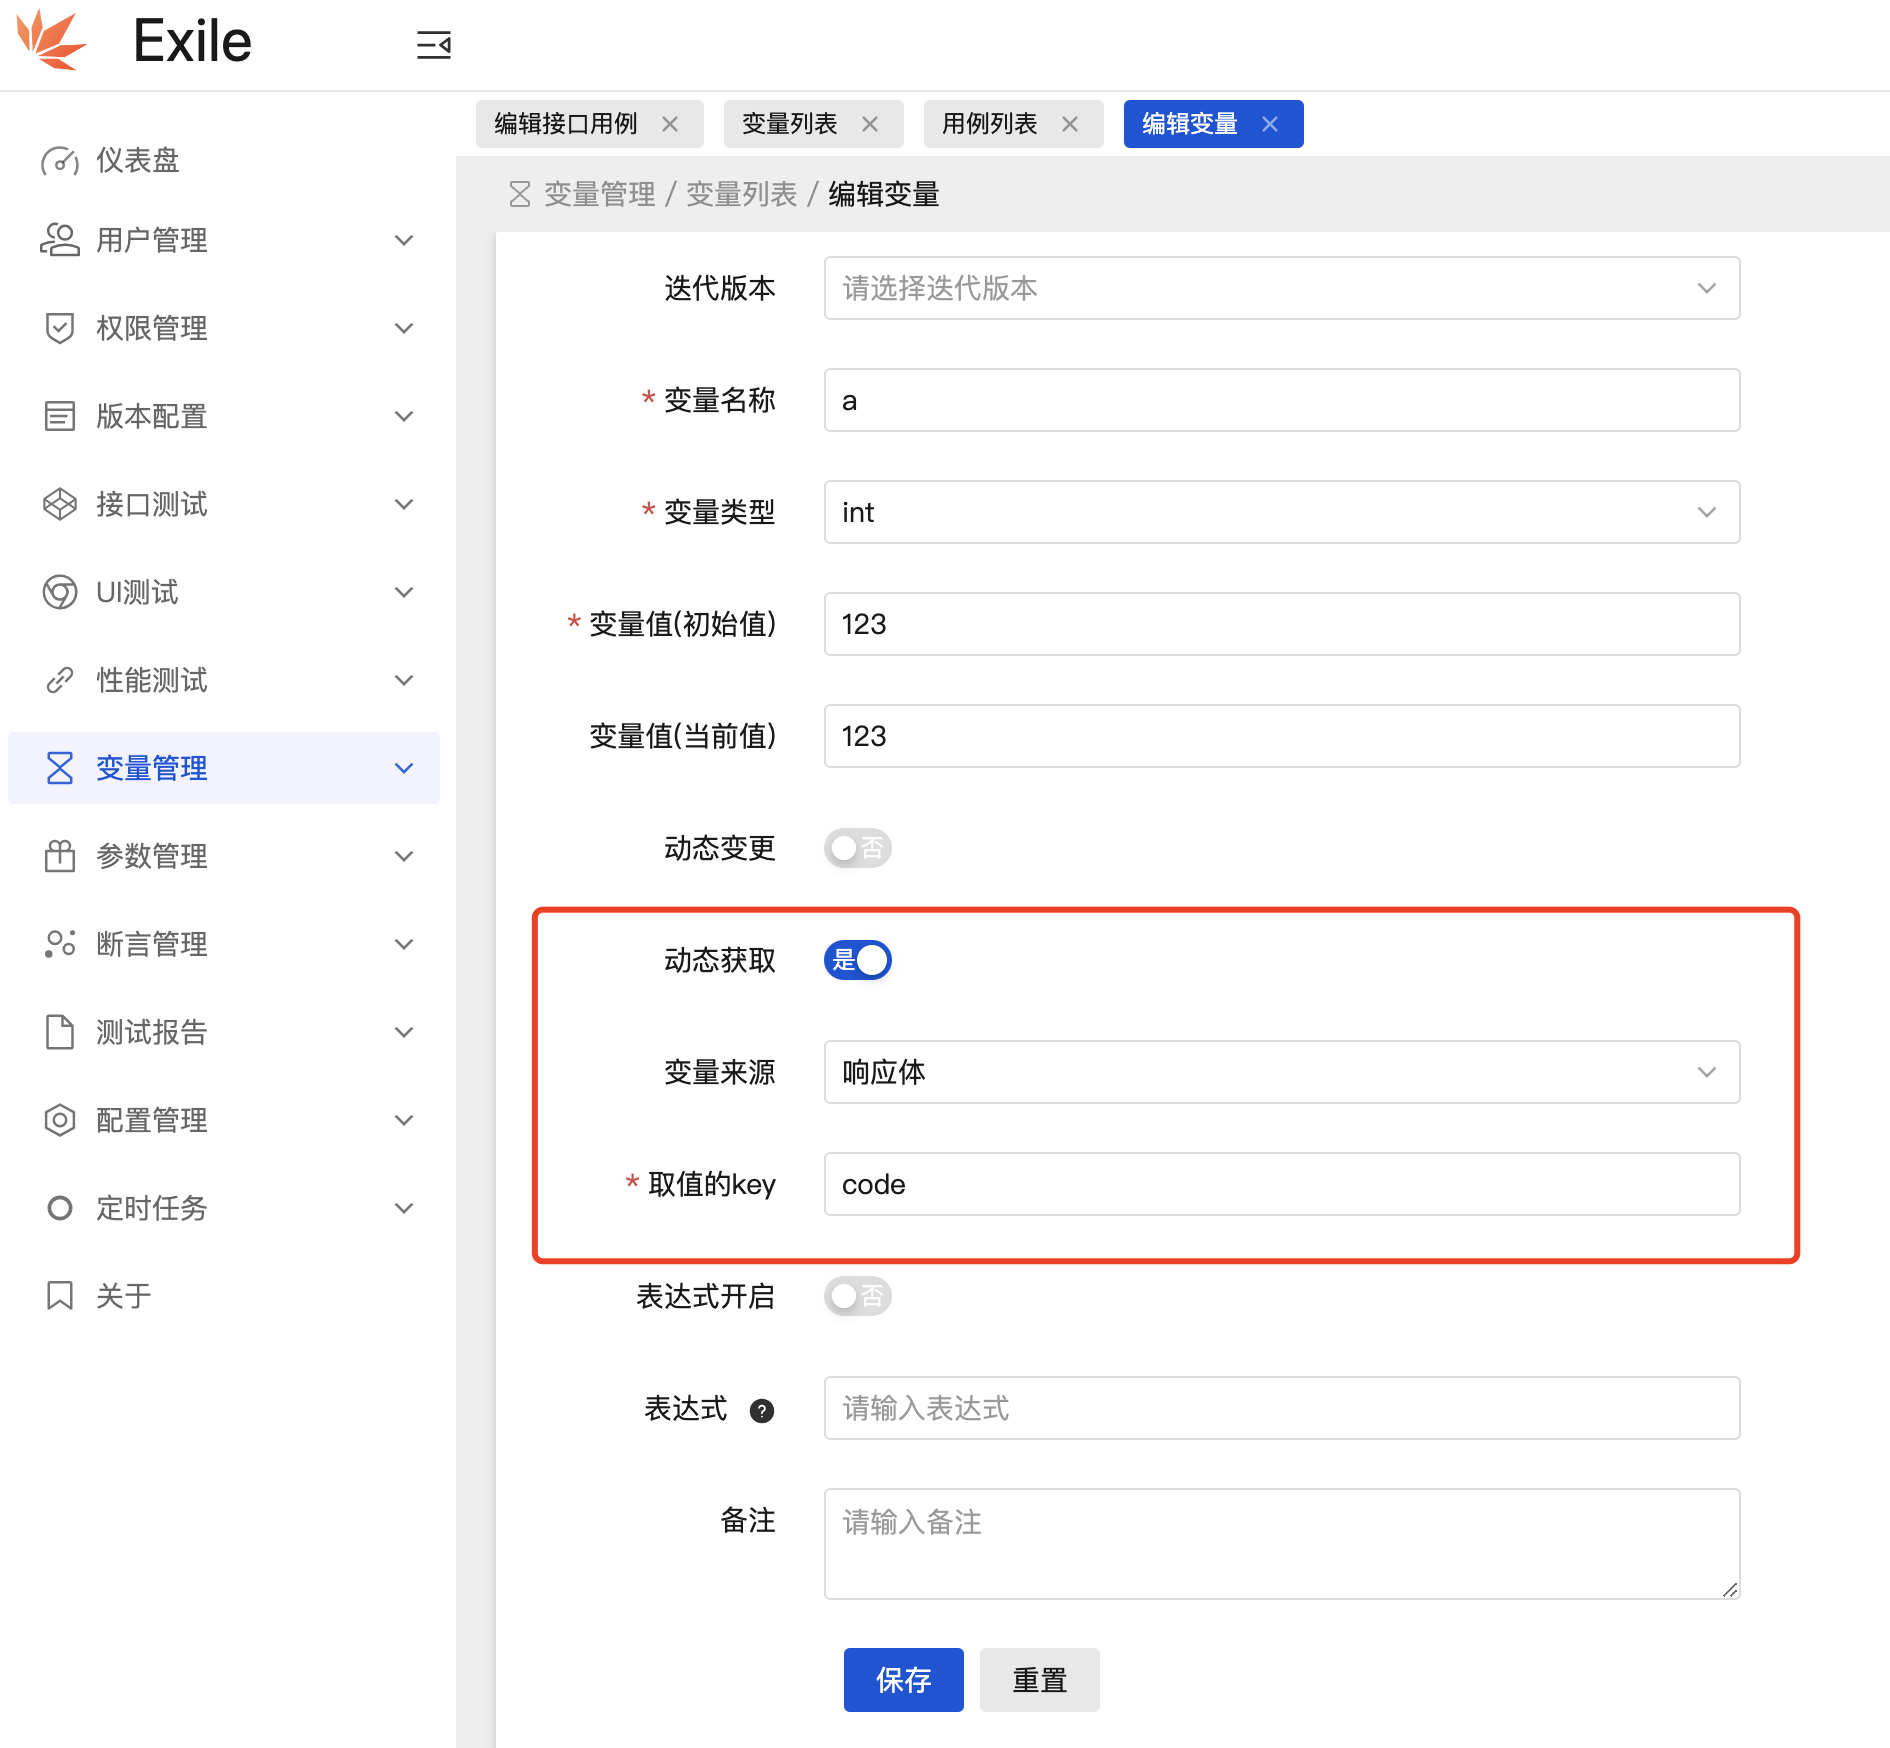 Exile
编辑接口用例
变量列表
用例列表
编辑变量
仪表盘
用户管理
权限管理
版本配置
接口测试
UI测试
性能测试
变量管理
参数管理
断言管理
测试报告
配置管理
定时任务
关于
变量管理 / 变量列表 / 编辑变量
迭代版本 请选择迭代版本
* 变量名称 a
* 变量类型 int
* 变量值(初始值) 123
变量值(当前值) 123
动态变更 否
动态获取 是
变量来源 响应体
* 取值的key code
表达式开启 否
表达式 ? 请输入表达式
备注 请输入备注
保存 重置